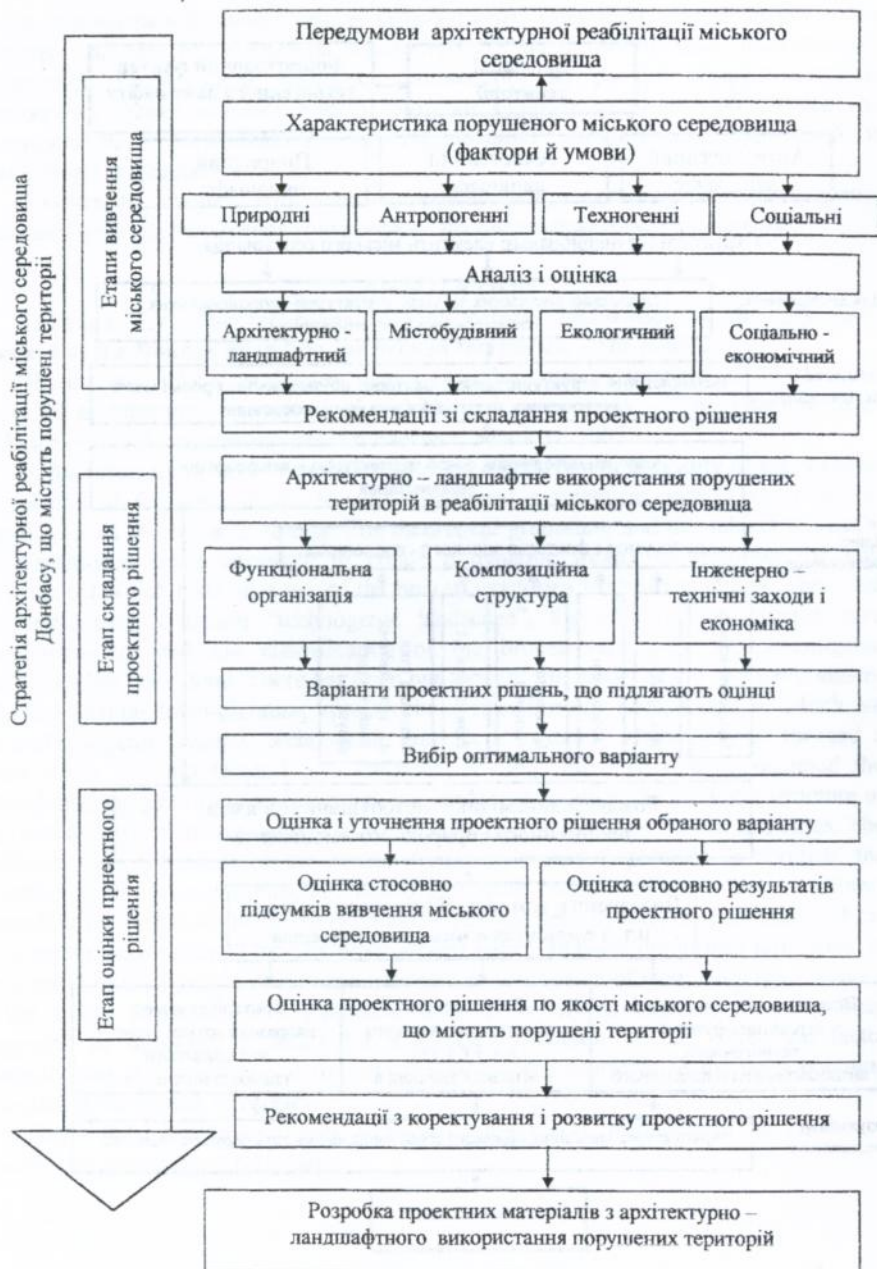 Стратегія архітектурної реабілітації міського середовища
Донбасу, що містить порушені території
Етапи вивчення
міського середовища
Етап складання
проектного рішення
Етап оцінки прнектного
рішення
Передумови архітектурної реабілітації міського
середовища
Характеристика порушеного міського середовища
(фактори й умови)
Природні
Антропогенні
Техногенні
Соціальні
Аналіз і оцінка
Архітектурно -
ландшафтний
Містобудівний
Екологичний
Соціально -
економічний
Рекомендації зі складання проектного рішення
Архітектурно – ландшафтне використання порушених
територій в реабілітації міського середовища
Функціональна
організація
Композиційна
структура
Інженерно –
технічні заходи і
економіка
Варіанти проектних рішень, що підлягають оцінці
Вибір оптимального варіанту
Оцінка і уточнення проектного рішення обраного варіанту
Оцінка стосовно
підсумків вивчення міського
середовища
Оцінка стосовно результатів
проектного рішення
Оцінка проектного рішення по якості міського середовища,
що містить порушені території
Рекомендації з коректування і розвитку проектного рішення
Розробка проектних матеріалів з архітектурно –
ландшафтного використання порушених територій